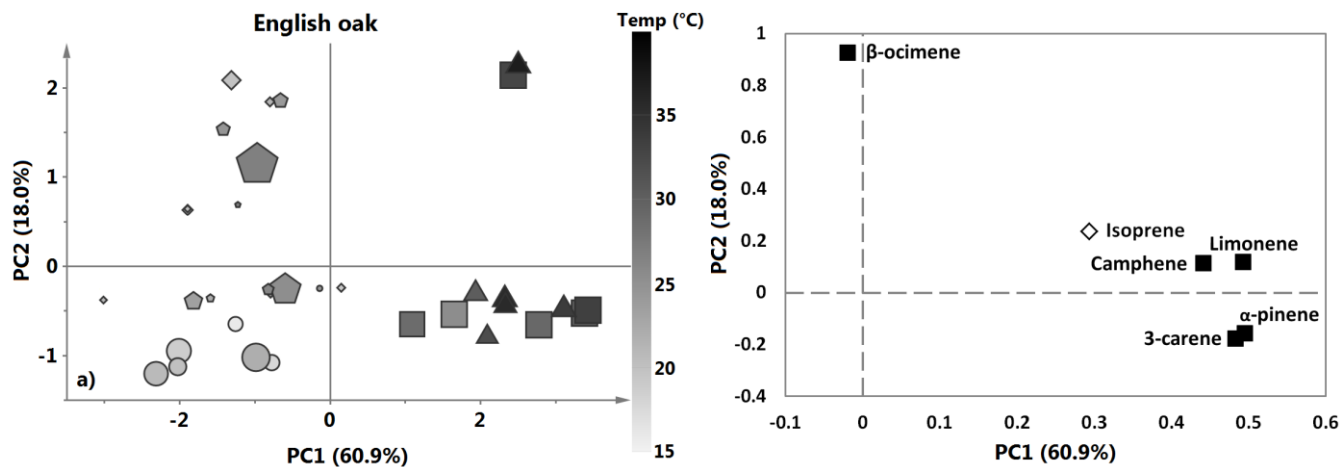 English oak
Temp (°C)
2
1
0
-1
PC2 (18.0%)
a)
-2
0
2
PC1 (60.9%)
35
30
25
20
15
1
0.8
0.6
0.4
0.2
0
-0.2
-0.4
PC2 (18.0%)
β-ocimene
Isoprene
Limonene
Camphene
α-pinene
3-carene
-0.1
0
0.1
0.2
0.3
0.4
0.5
0.6
PC1 (60.9%)